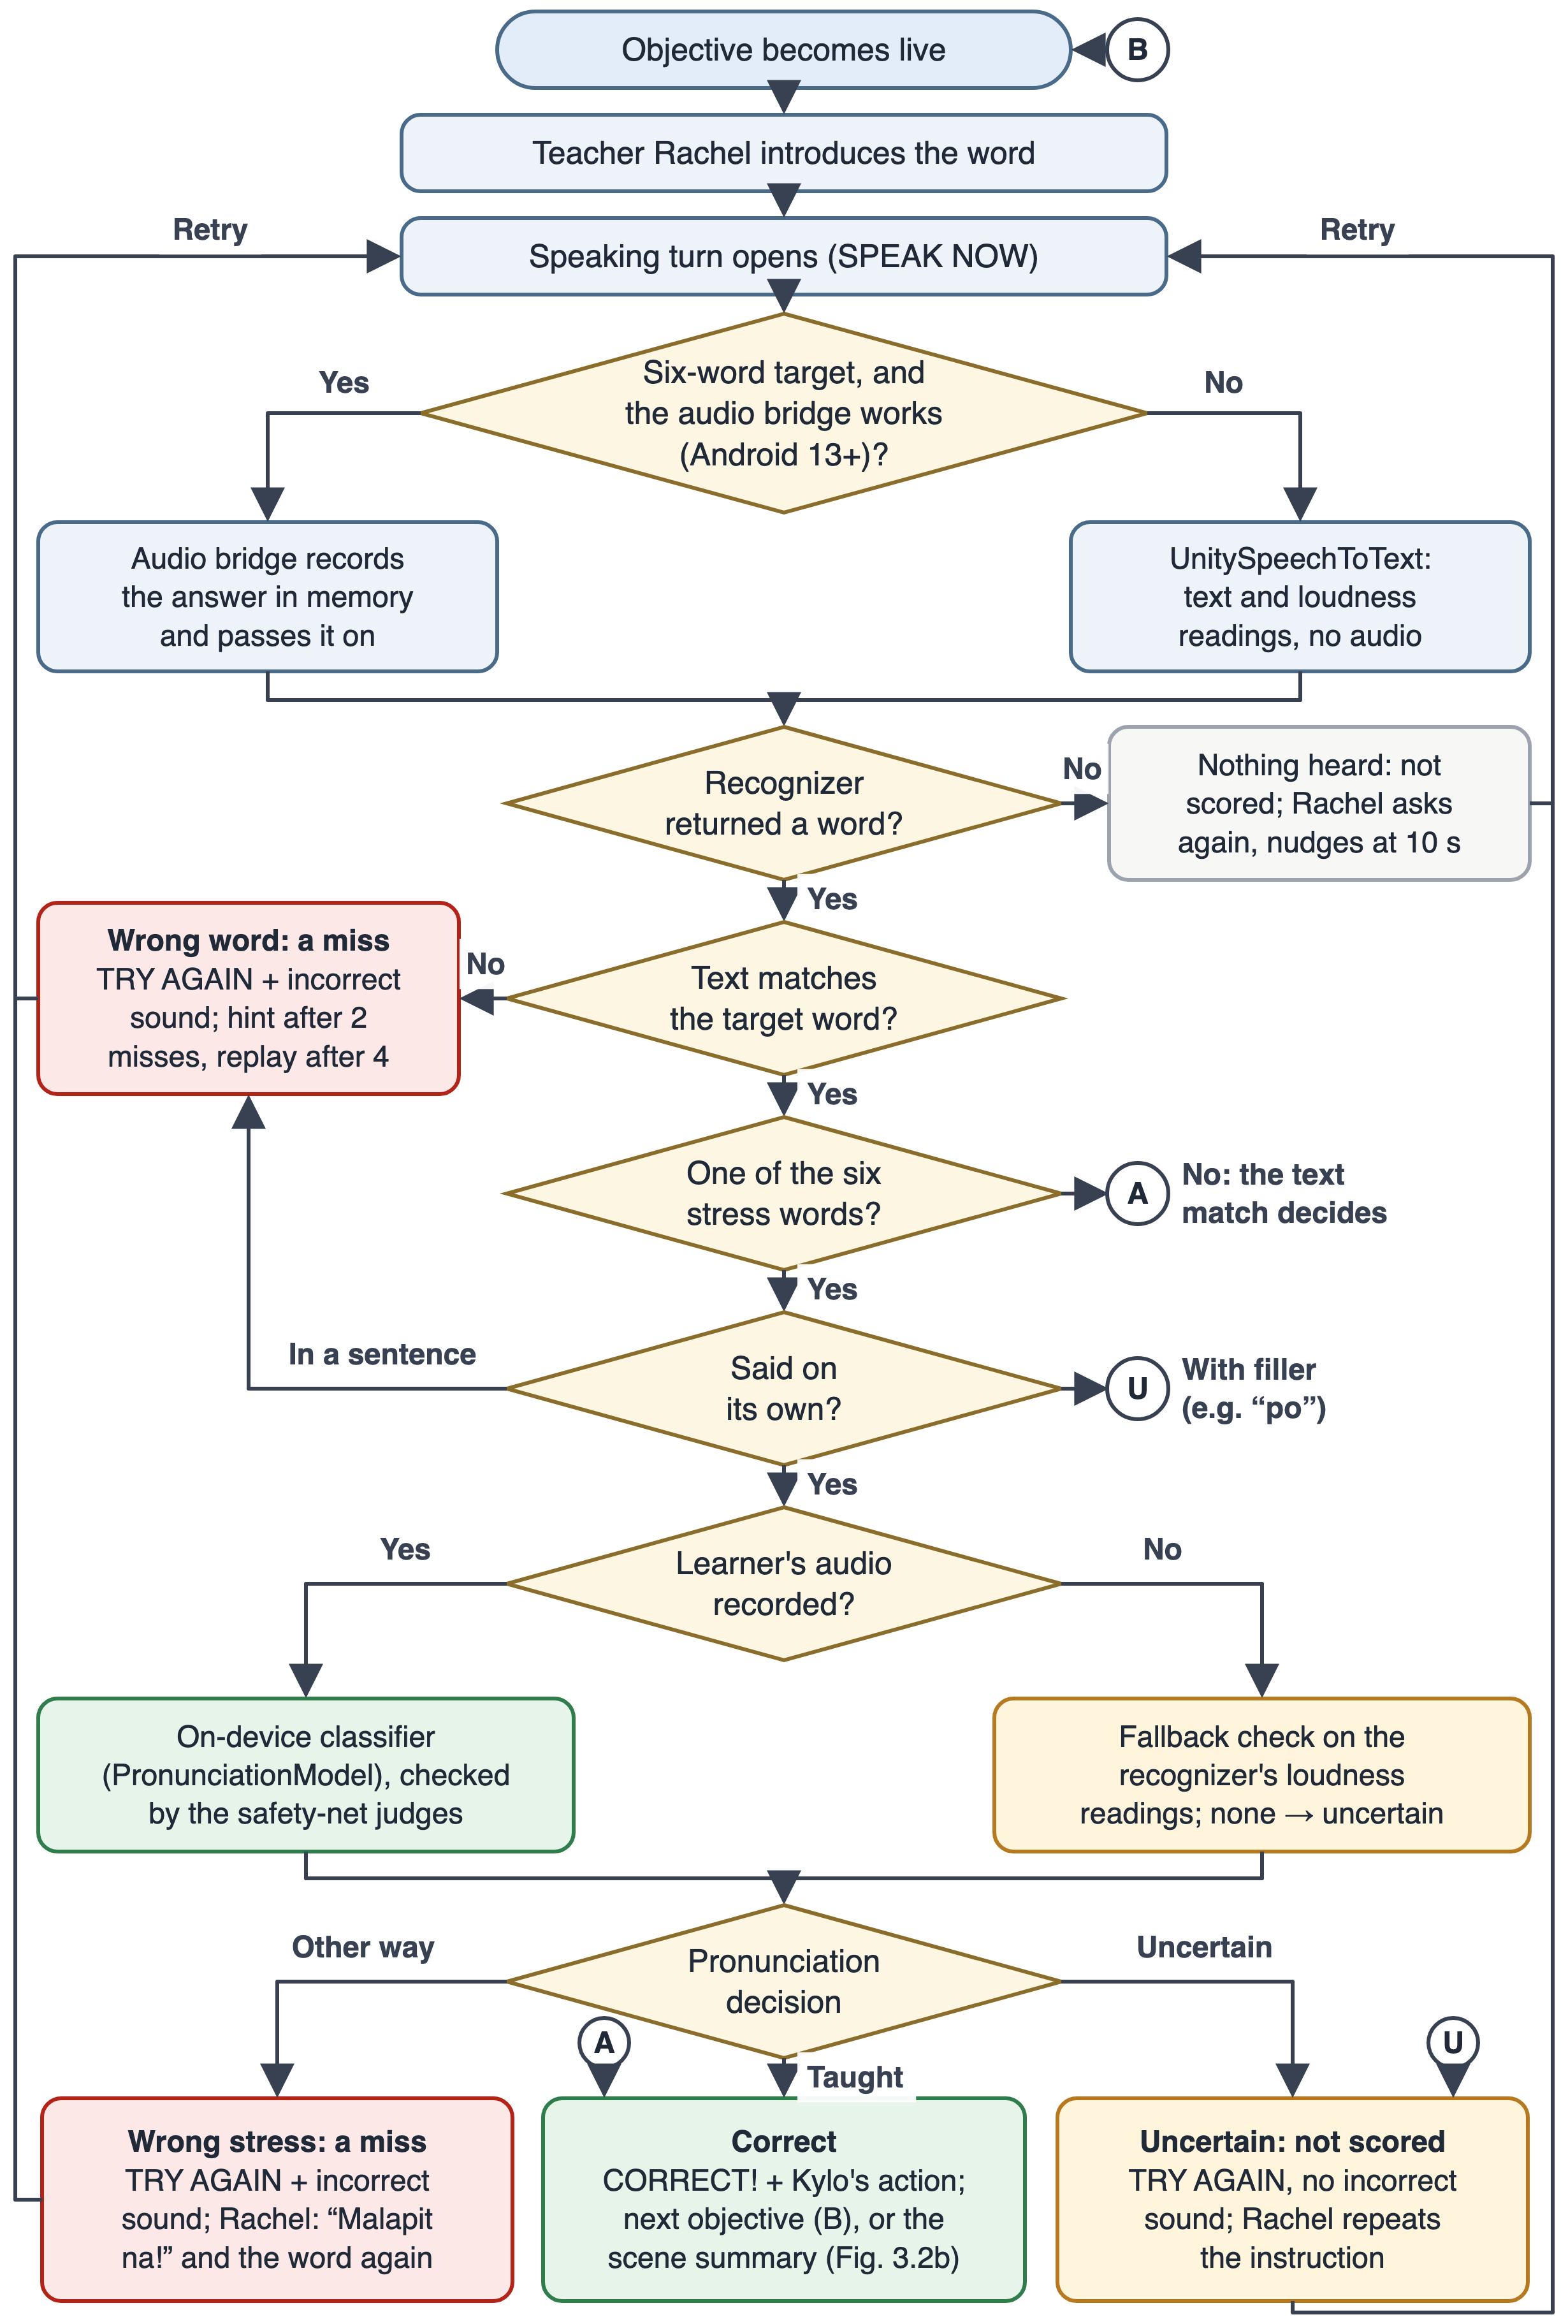 Objective becomes live
B
Teacher Rachel introduces the word
Retry
Retry
Speaking turn opens (SPEAK NOW)
Yes
Six-word target, and
the audio bridge works
(Android 13+)?
No
Audio bridge records
the answer in memory
and passes it on
UnitySpeechToText:
text and loudness
readings, no audio
Recognizer
returned a word?
No
Nothing heard: not
scored; Rachel asks
again, nudges at 10 s
Yes
Wrong word: a miss
TRY AGAIN + incorrect
sound; hint after 2
misses, replay after 4
No
Text matches
the target word?
Yes
One of the six
stress words?
A
No: the text
match decides
Yes
In a sentence
Said on
its own?
U
With filler
(e.g. “po”)
Yes
Yes
Learner's audio
recorded?
No
On-device classifier
(PronunciationModel), checked
by the safety-net judges
Fallback check on the
recognizer's loudness
readings; none → uncertain
Other way
Pronunciation
decision
Uncertain
A
Taught
U
Wrong stress: a miss
TRY AGAIN + incorrect
sound; Rachel: “Malapit
na!” and the word again
Correct
CORRECT! + Kylo's action;
next objective (B), or the
scene summary (Fig. 3.2b)
Uncertain: not scored
TRY AGAIN, no incorrect
sound; Rachel repeats
the instruction